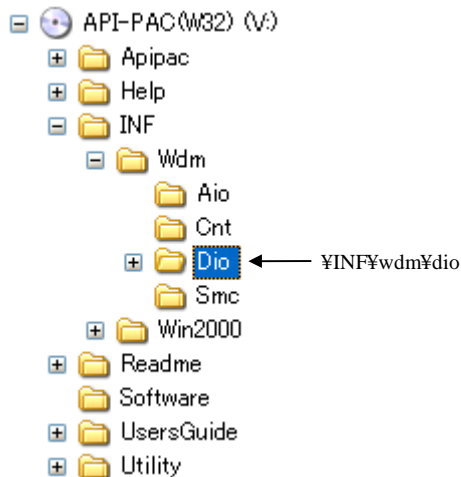 API-PAC(W32) (V:)
Apipac
Help
INF
Wdm
Aio
Cnt
Dio ¥INF¥wdm¥dio
Smc
Win2000
Readme
Software
UsersGuide
Utility